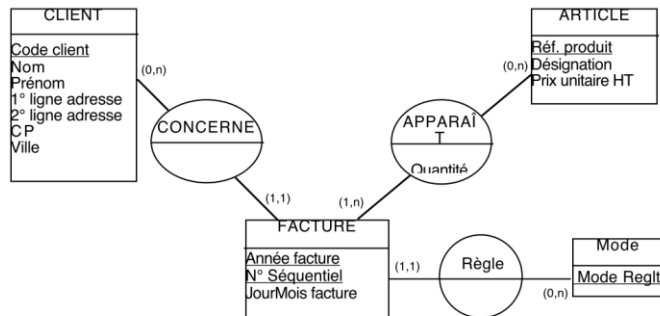 CLIENT
Code client
Nom
Prénom
1° ligne adresse
2° ligne adresse
CP
Ville
(0,n)
CONCERNE
(1,1)
ARTICLE
Réf. produit
Désignation
Prix unitaire HT
(0,n)
APPARAÎ
T
Quantité
(1,n)
FACTURE
Année facture
N° Séquentiel
JourMois facture
(1,1)
Règle
(0,n)
Mode
Mode Reglt